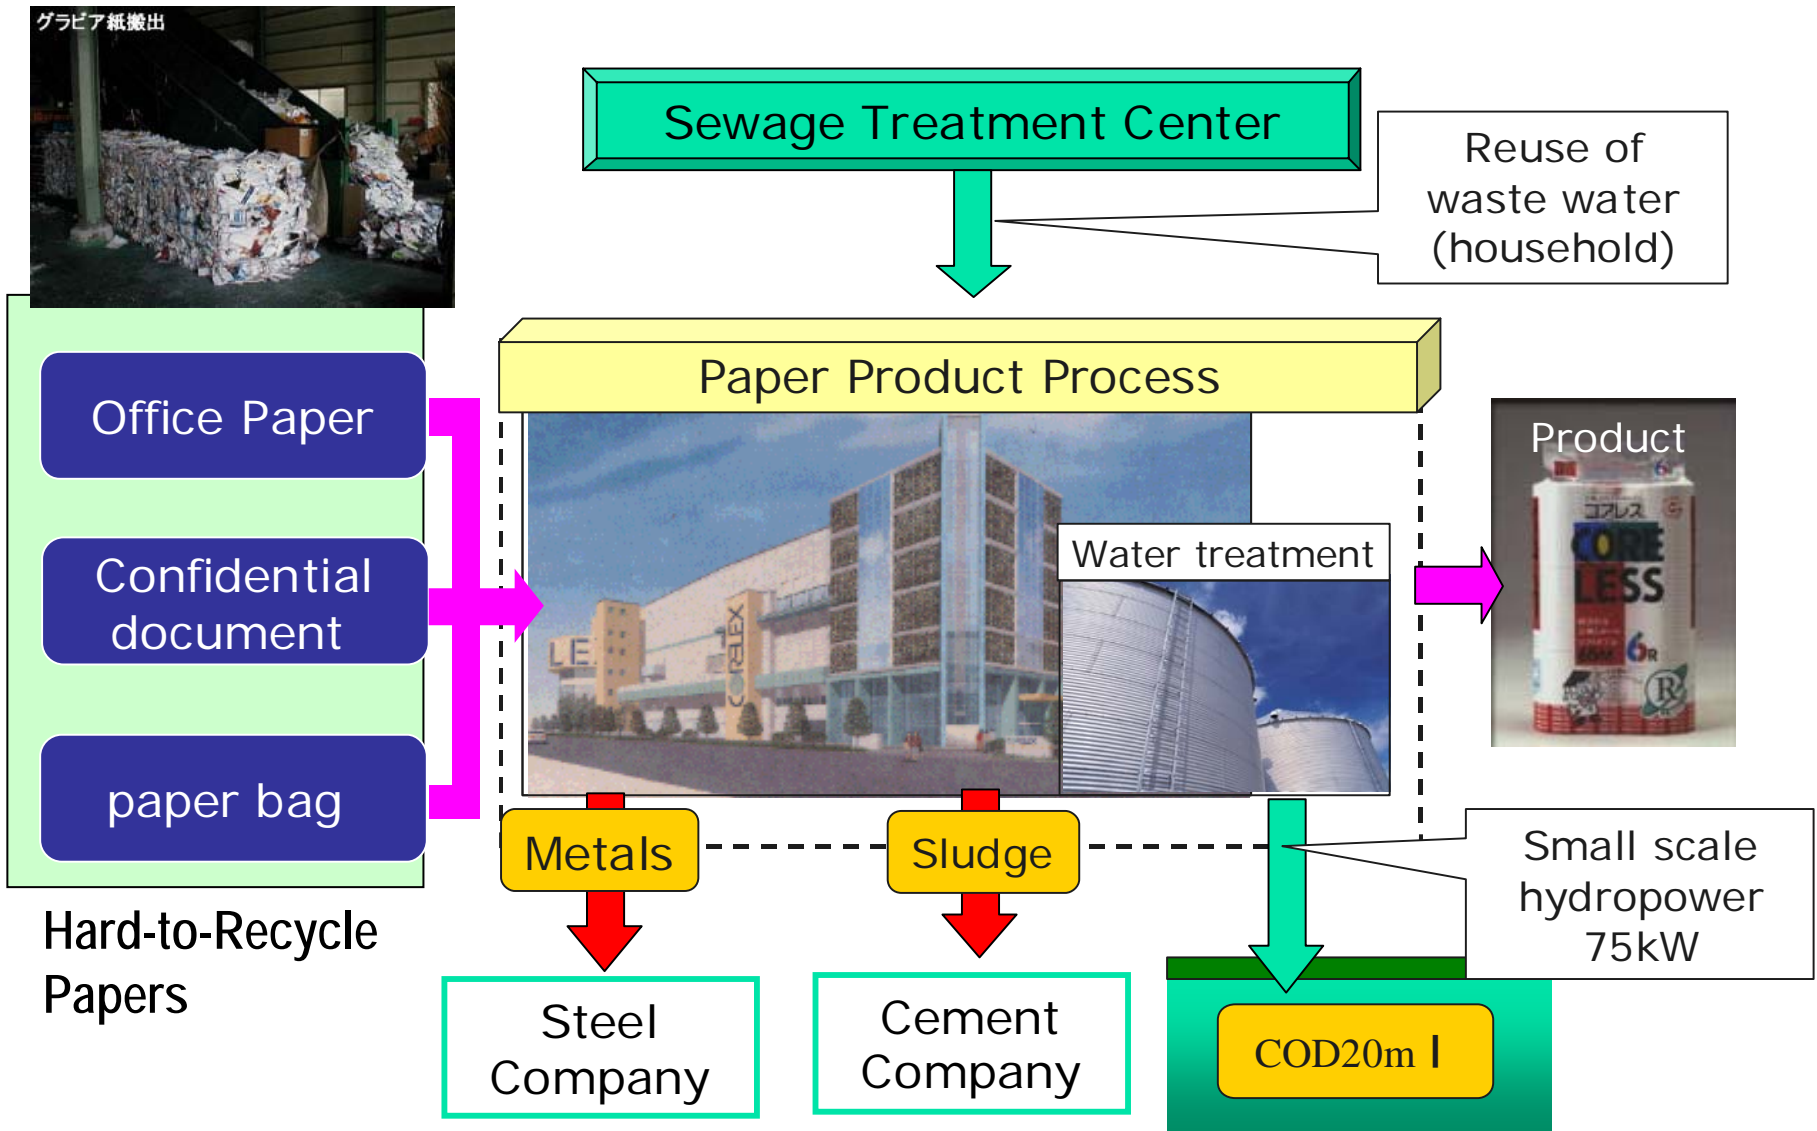 グラビア紙搬出
Sewage Treatment Center
Reuse of
waste water
(household)
Paper Product Process
Office Paper
Confidential
document
paper bag
Hard-to-Recycle
Papers
LE
CORELEX
Water treatment
Product
コアレス
CORE
LESS
6R
R
Metals
Sludge
Small scale
hydropower
75kW
Steel
Company
Cement
Company
COD20m l